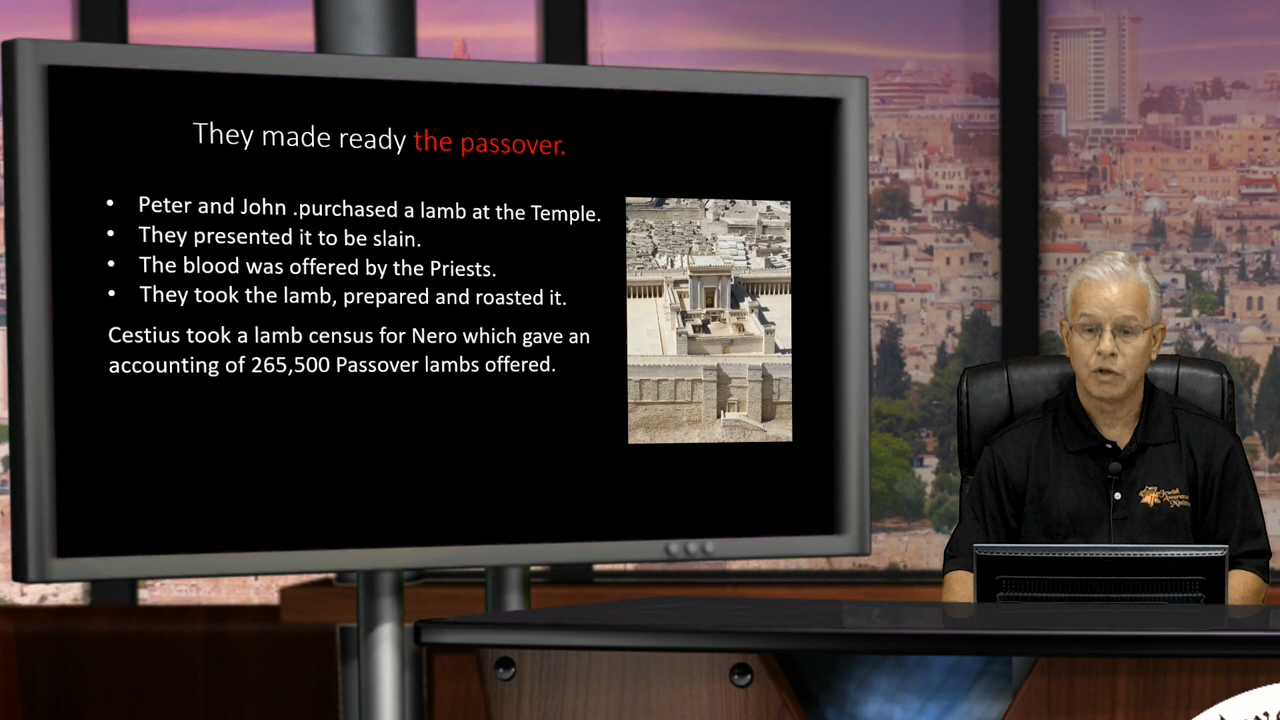 They made ready the passover.
• Peter and John .purchased a lamb at the Temple.
• They presented it to be slain.
• The blood was offered by the Priests.
• They took the lamb, prepared and roasted it.
Cestius took a lamb census for Nero which gave an
accounting of 265,500 Passover lambs offered.
Jewish
Awareness